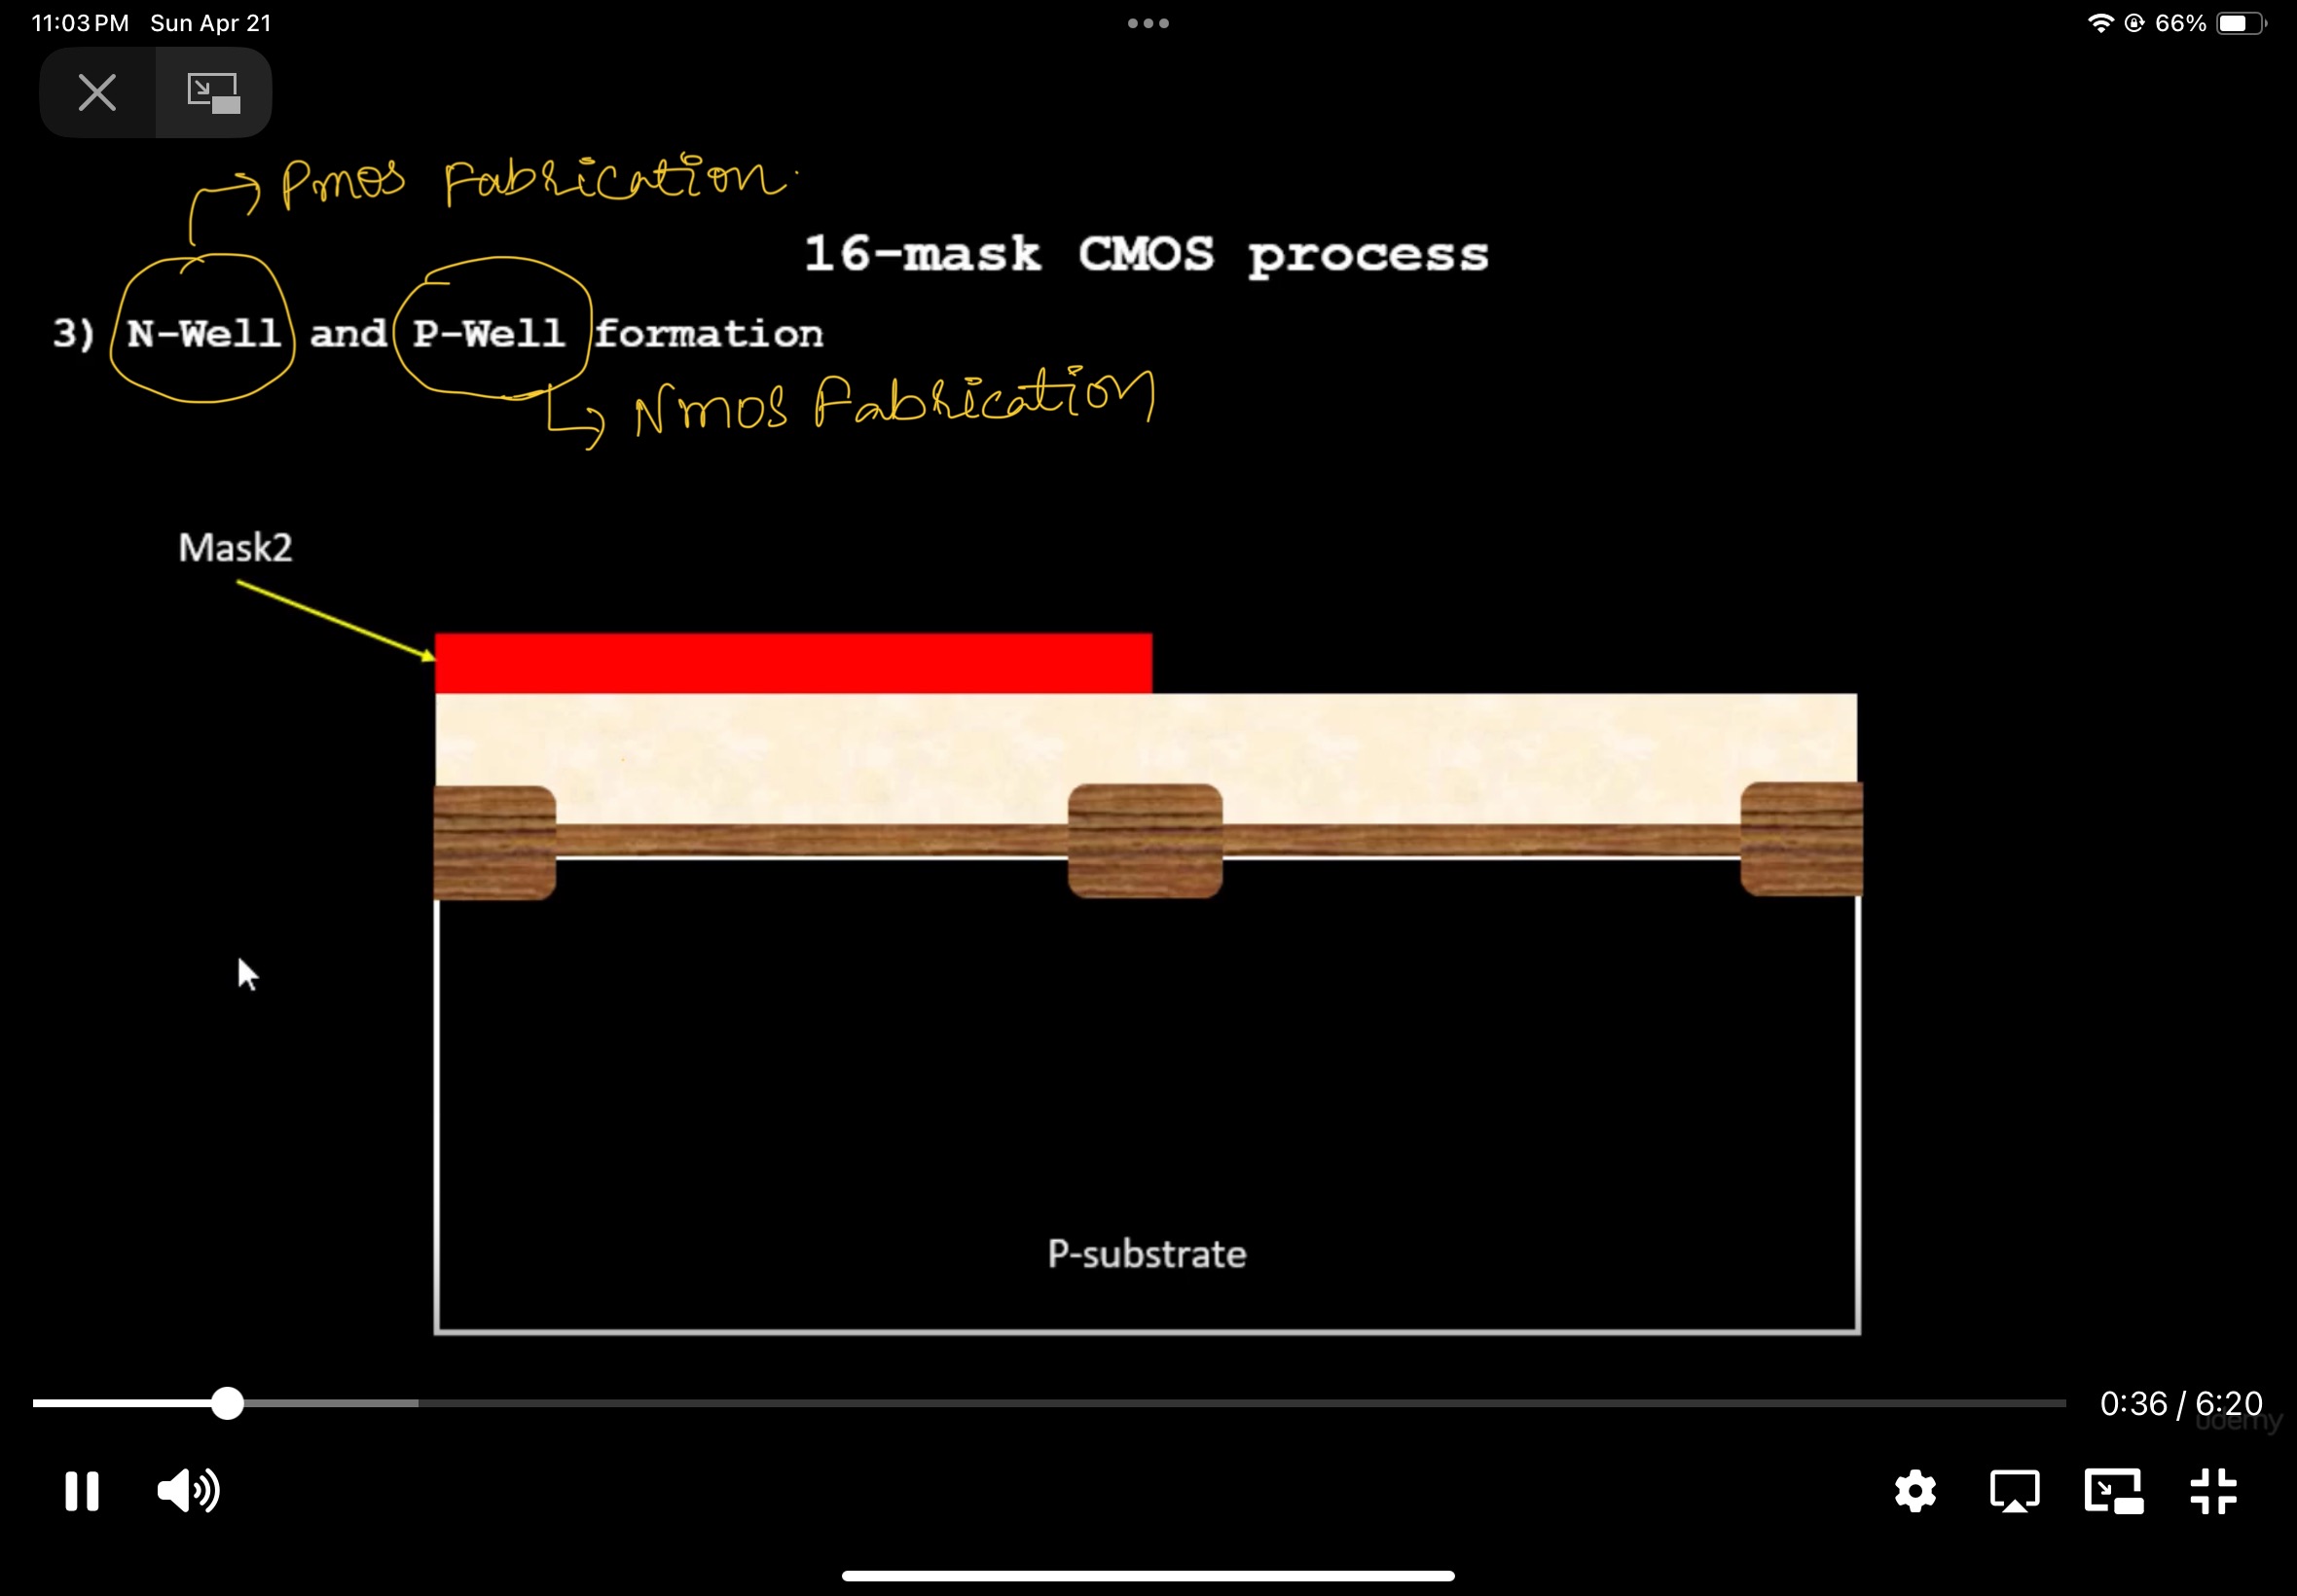 11:03 PM Sun Apr 21
66%
Pmos Fabrication.
16-mask CMOS process
3) N-Well and P-Well formation
Nmos Fabrication
Mask2
P-substrate
0:36 / 6:20
udemy